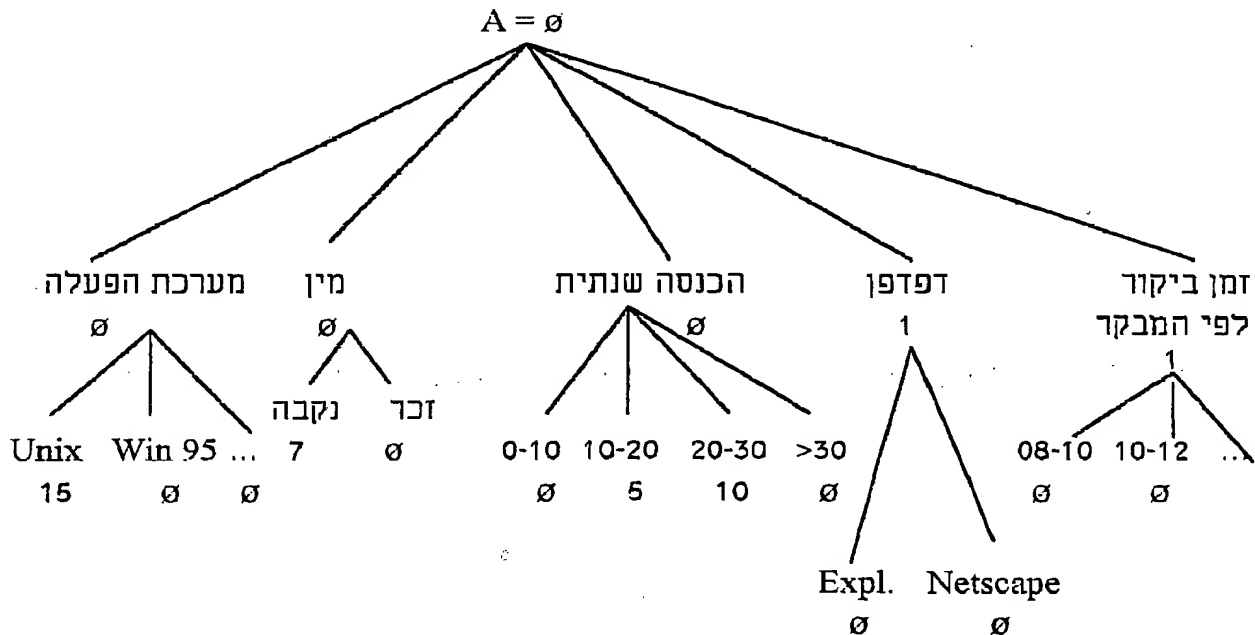 A = ø
מערכת הפעלה
ø
מין
ø
הכנסה שנתית
ø
דפדפן
1
זמן ביקור
לפי המבקר
1
נקבה
7
זכר
ø
Unix
15
Win 95
ø
...
ø
0-10
ø
10-20
5
20-30
10
>30
ø
08-10
ø
10-12
ø
...
Expl.
ø
Netscape
ø